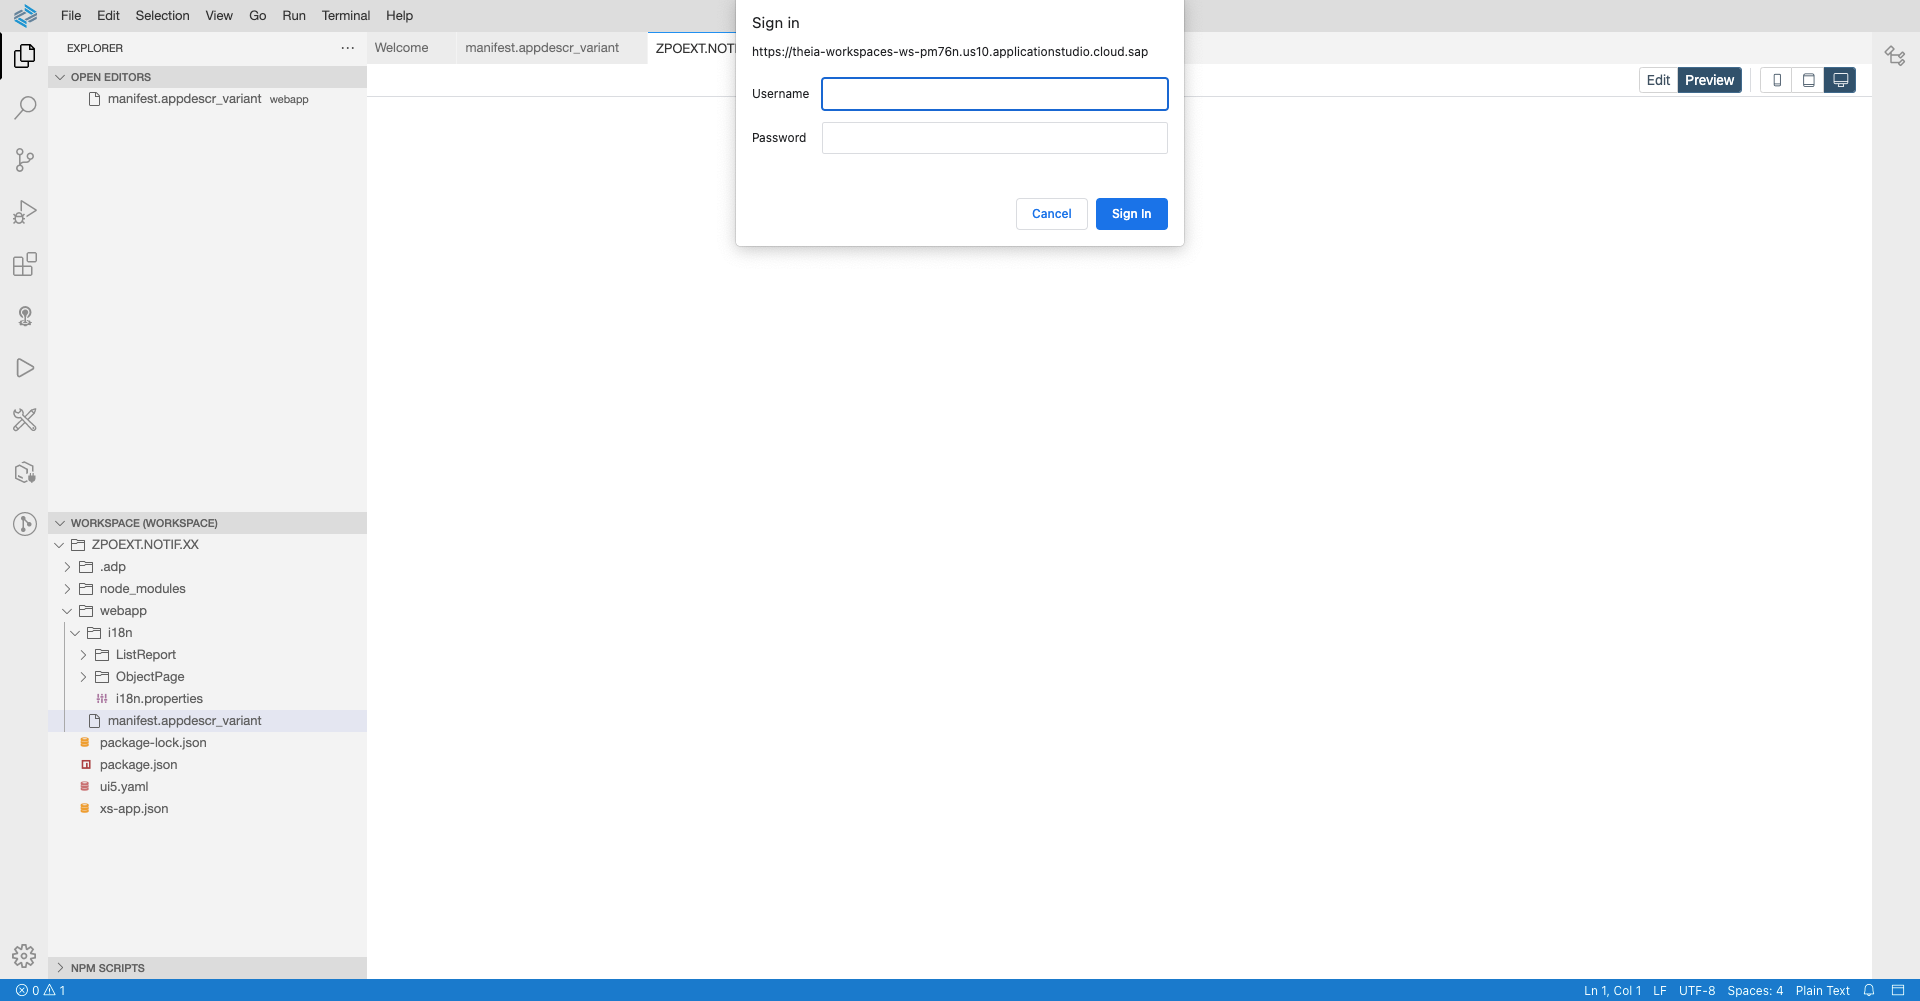 File Edit Selection View Go Run Terminal Help
Sign in
https://theia-workspaces-ws-pm76n.us10.applicationstudio.cloud.sap
Username
Password
Cancel Sign In
EXPLORER
Welcome manifest.appdescr_variant ZPOEXT.NOTI
Edit Preview
OPEN EDITORS
manifest.appdescr_variant webapp
WORKSPACE (WORKSPACE)
ZPOEXT.NOTIF.XX
.adp
node_modules
webapp
i18n
ListReport
ObjectPage
i18n.properties
manifest.appdescr_variant
package-lock.json
package.json
ui5.yaml
xs-app.json
NPM SCRIPTS
0 1 Ln 1, Col 1 LF UTF-8 Spaces: 4 Plain Text